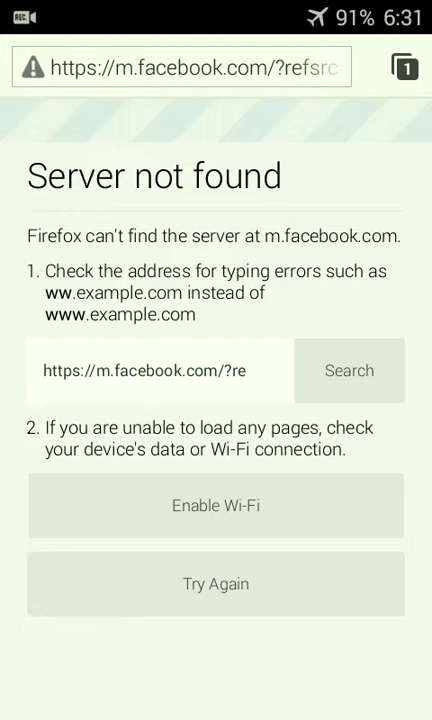 REC
91% 6:31
https://m.facebook.com/?refsrc
1
Server not found
Firefox can't find the server at m.facebook.com.
1. Check the address for typing errors such as
ww.example.com instead of
www.example.com
https://m.facebook.com/?re
Search
2. If you are unable to load any pages, check
your device's data or Wi-Fi connection.
Enable Wi-Fi
Try Again